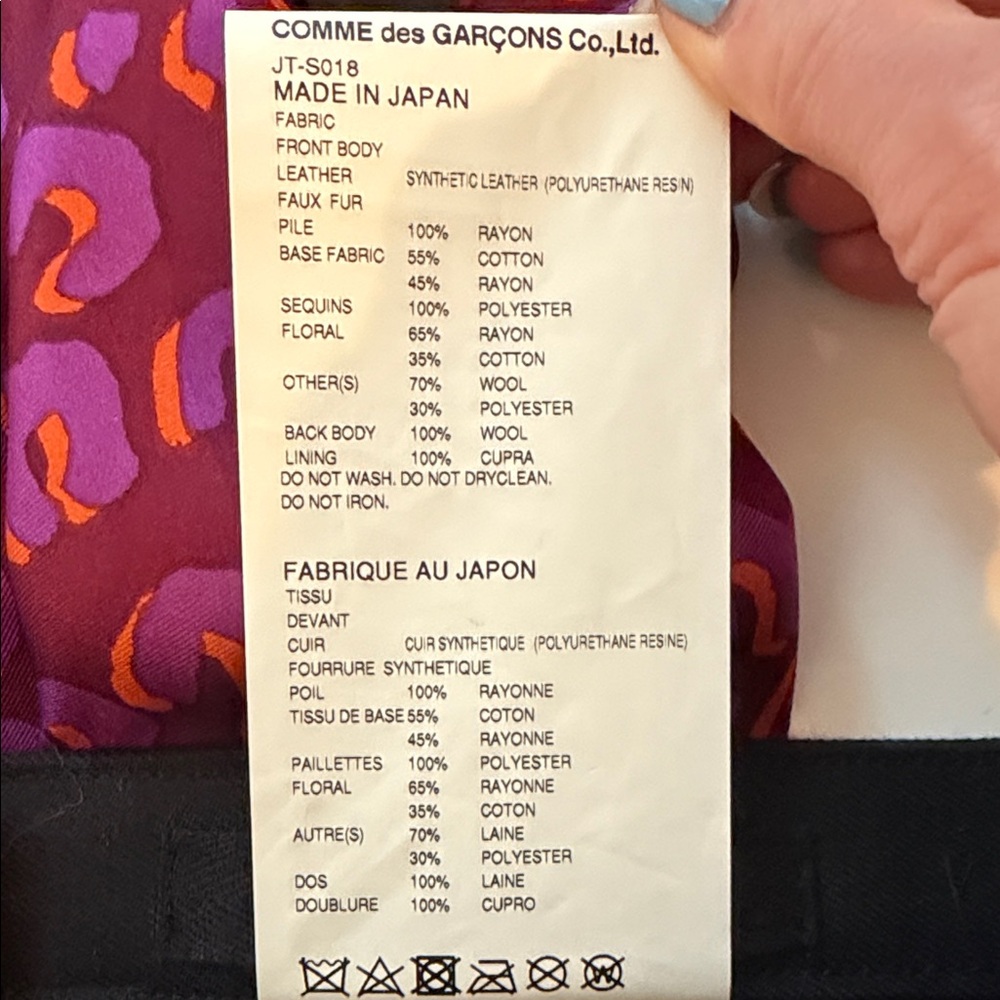 COMME des GARÇONS Co.,Ltd.
JT-S018
MADE IN JAPAN
FABRIC
FRONT BODY
LEATHER SYNTHETIC LEATHER (POLYURETHANE RESIN)
FAUX FUR
PILE 100% RAYON
BASE FABRIC 55% COTTON
45% RAYON
SEQUINS 100% POLYESTER
FLORAL 65% RAYON
35% COTTON
OTHER(S) 70% WOOL
30% POLYESTER
BACK BODY 100% WOOL
LINING 100% CUPRA
DO NOT WASH. DO NOT DRYCLEAN.
DO NOT IRON.
FABRIQUE AU JAPON
TISSU
DEVANT
CUIR CUIR SYNTHETIQUE (POLYURETHANE RESINE)
FOURRURE SYNTHETIQUE
POIL 100% RAYONNE
TISSU DE BASE 55% COTON
45% RAYONNE
PAILLETTES 100% POLYESTER
FLORAL 65% RAYONNE
35% COTON
AUTRE(S) 70% LAINE
30% POLYESTER
DOS 100% LAINE
DOUBLURE 100% CUPRO
W